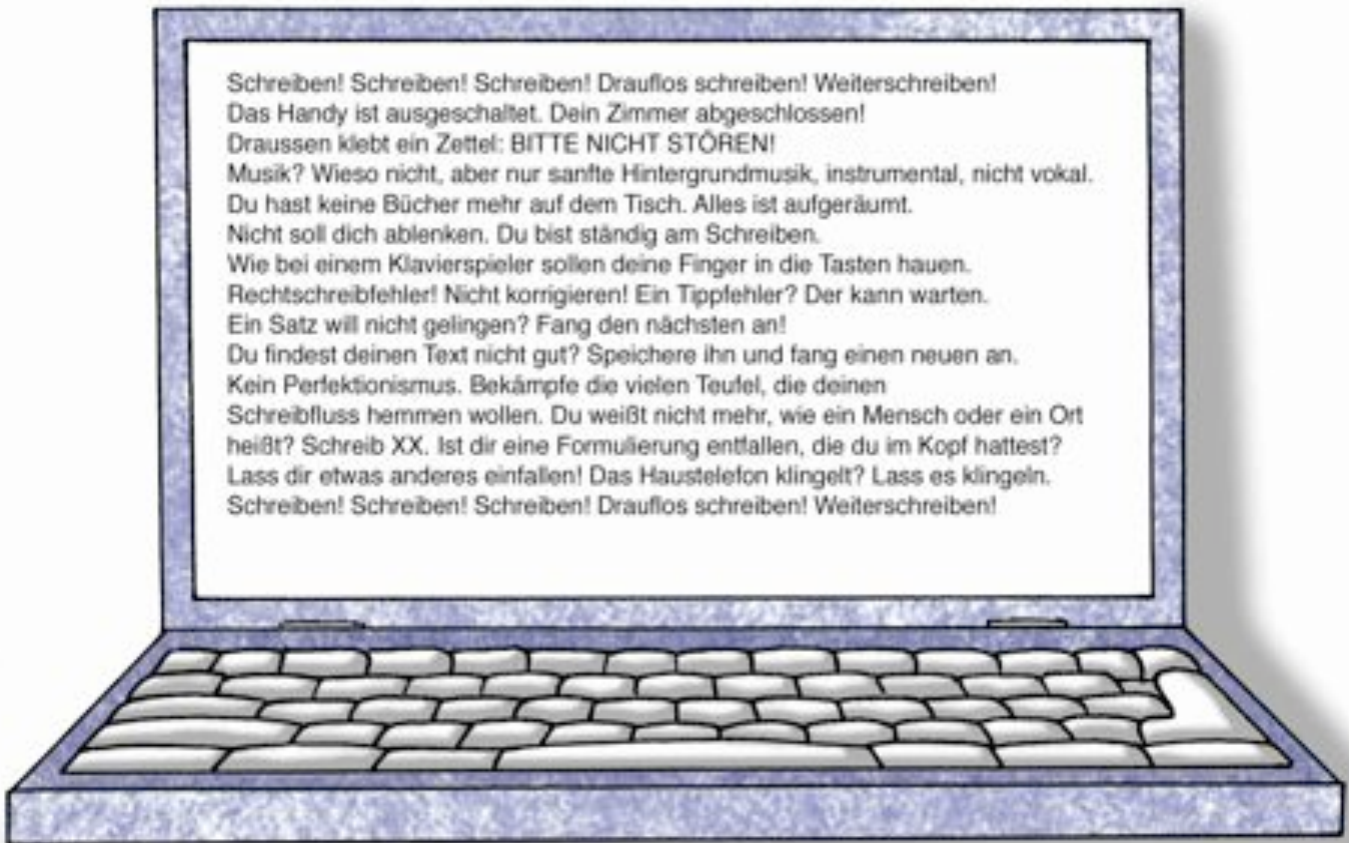 Schreiben! Schreiben! Schreiben! Drauflos schreiben! Weiterschreiben!
Das Handy ist ausgeschaltet. Dein Zimmer abgeschlossen!
Draussen klebt ein Zettel: BITTE NICHT STÖREN!
Musik? Wieso nicht, aber nur sanfte Hintergrundmusik, instrumental, nicht vokal.
Du hast keine Bücher mehr auf dem Tisch. Alles ist aufgeräumt.
Nicht soll dich ablenken. Du bist ständig am Schreiben.
Wie bei einem Klavierspieler sollen deine Finger in die Tasten hauen.
Rechtschreibfehler! Nicht korrigieren! Ein Tippfehler? Der kann warten.
Ein Satz will nicht gelingen? Fang den nächsten an!
Du findest deinen Text nicht gut? Speichere ihn und fang einen neuen an.
Kein Perfektionismus. Bekämpfe die vielen Teufel, die deinen
Schreibfluss hemmen wollen. Du weißt nicht mehr, wie ein Mensch oder ein Ort
heißt? Schreib XX. Ist dir eine Formulierung entfallen, die du im Kopf hattest?
Lass dir etwas anderes einfallen! Das Haustelefon klingelt? Lass es klingeln.
Schreiben! Schreiben! Schreiben! Drauflos schreiben! Weiterschreiben!